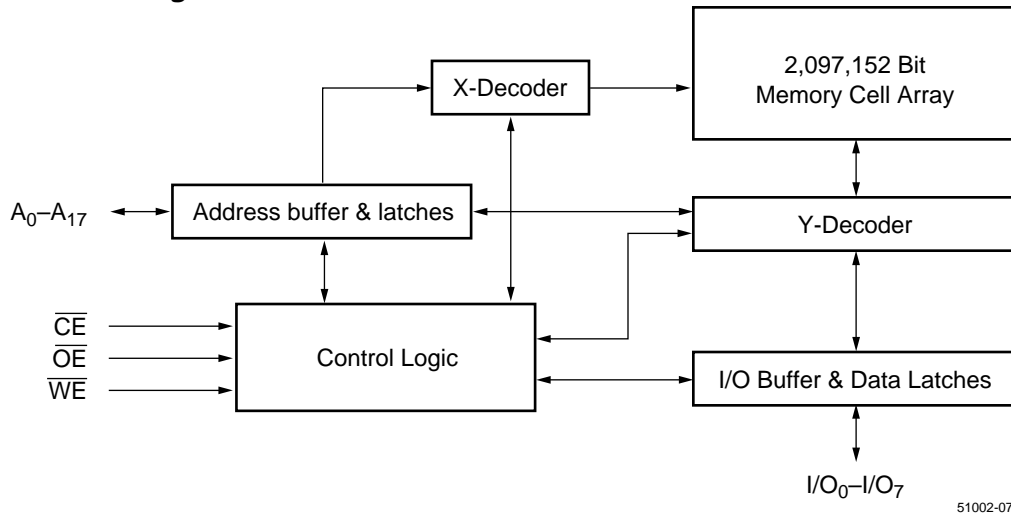 2,097,152 Bit
Memory Cell Array
X-Decoder
A0–A17
Address buffer & latches
Y-Decoder
CE
OE
WE
Control Logic
I/O Buffer & Data Latches
I/O0–I/O7
51002-07